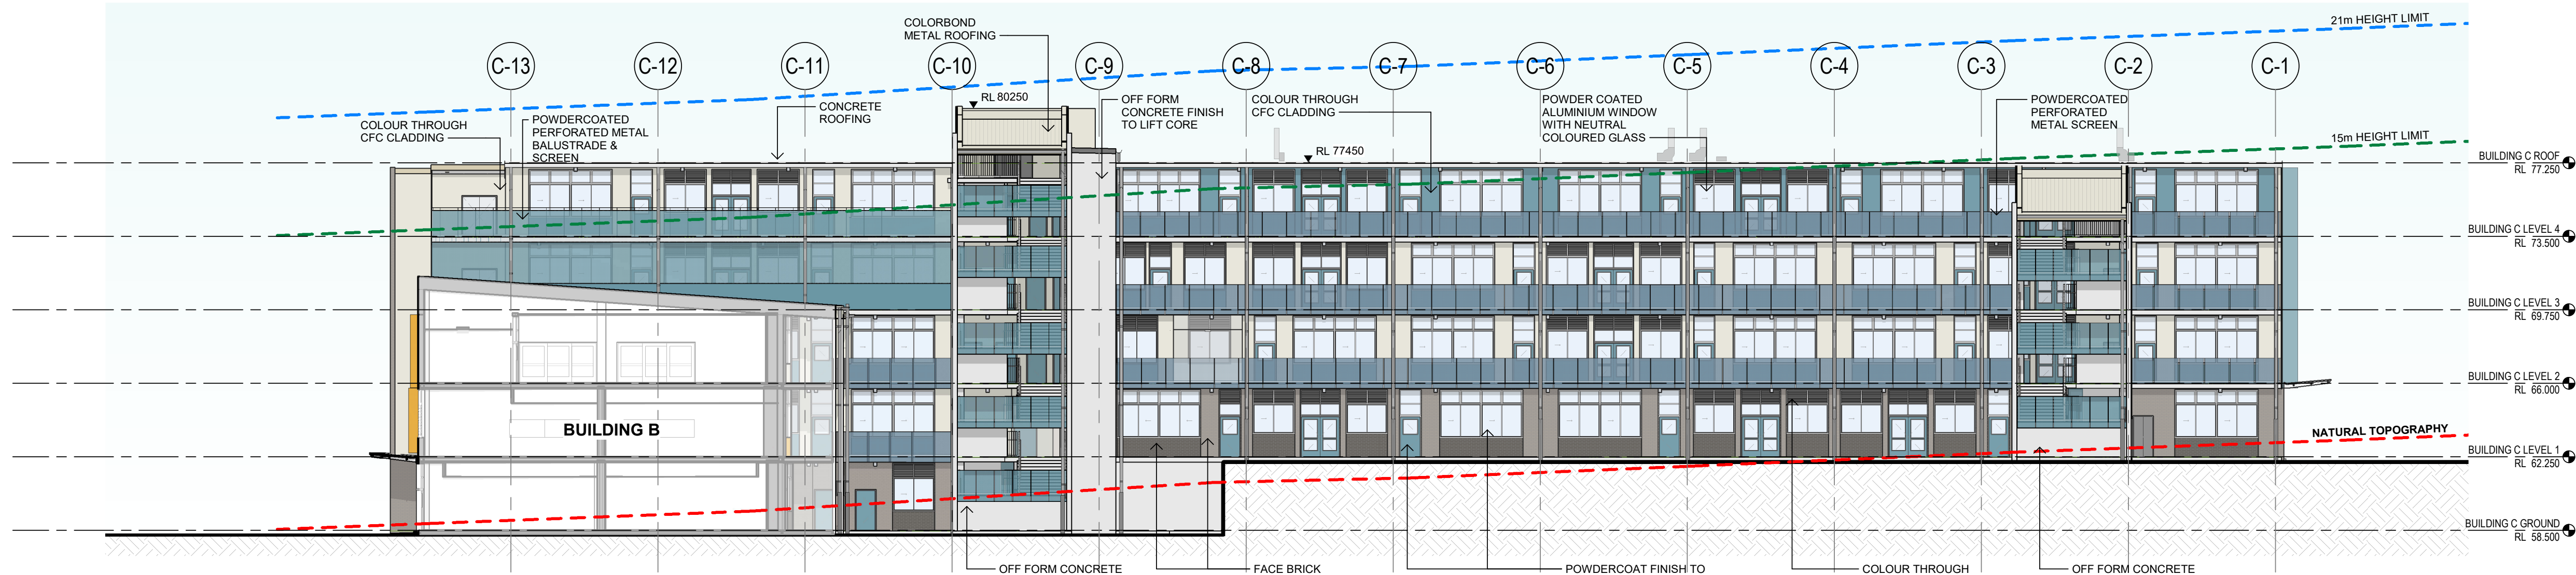 COLORBOND
METAL ROOFING
21m HEIGHT LIMIT
C-13
C-12
C-11
C-10
C-9
C-8
C-7
C-6
C-5
C-4
C-3
C-2
C-1
RL 80250
COLOUR THROUGH
CFC CLADDING
POWDERCOATED
PERFORATED METAL
BALUSTRADE &
SCREEN
CONCRETE
ROOFING
OFF FORM
CONCRETE FINISH
TO LIFT CORE
COLOUR THROUGH
CFC CLADDING
POWDER COATED
ALUMINIUM WINDOW
WITH NEUTRAL
COLOURED GLASS
POWDERCOATED
PERFORATED
METAL SCREEN
15m HEIGHT LIMIT
RL 77450
BUILDING C ROOF
RL 77.250
BUILDING C LEVEL 4
RL 73.500
BUILDING C LEVEL 3
RL 69.750
BUILDING C LEVEL 2
RL 66.000
BUILDING B
NATURAL TOPOGRAPHY
BUILDING C LEVEL 1
RL 62.250
BUILDING C GROUND
RL 58.500
OFF FORM CONCRETE
FACE BRICK
POWDERCOAT FINISH TO
COLOUR THROUGH
OFF FORM CONCRETE